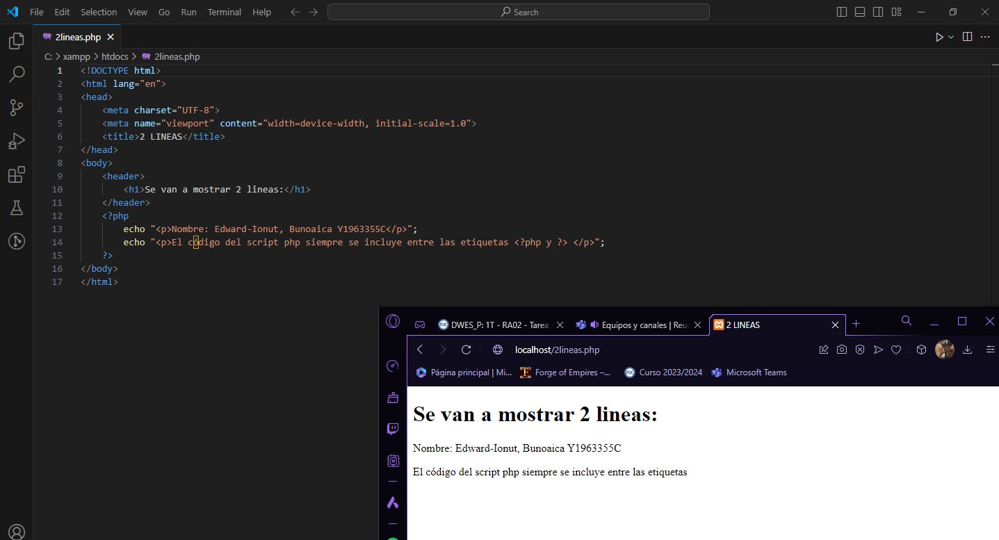 File Edit Selection View Go Run Terminal Help Search
2lineas.php
C: > xampp > htdocs > 2lineas.php
1 <!DOCTYPE html>
2 <html lang="en">
3 <head>
4 <meta charset="UTF-8">
5 <meta name="viewport" content="width=device-width, initial-scale=1.0">
6 <title>2 LINEAS</title>
7 </head>
8 <body>
9 <header>
10 <h1>Se van a mostrar 2 lineas:</h1>
11 </header>
12 <?php
13 echo "<p>Nombre: Edward-Ionut, Bunoaica Y1963355C</p>";
14 echo "<p>El código del script php siempre se incluye entre las etiquetas <?php y ?> </p>";
15 ?>
16 </body>
17 </html>
DWES_P: 1T - RA02 - Tarea Equipos y canales | Reu 2 LINEAS
localhost/2lineas.php
Página principal | Mi... Forge of Empires –... Curso 2023/2024 Microsoft Teams
Se van a mostrar 2 lineas:
Nombre: Edward-Ionut, Bunoaica Y1963355C
El código del script php siempre se incluye entre las etiquetas